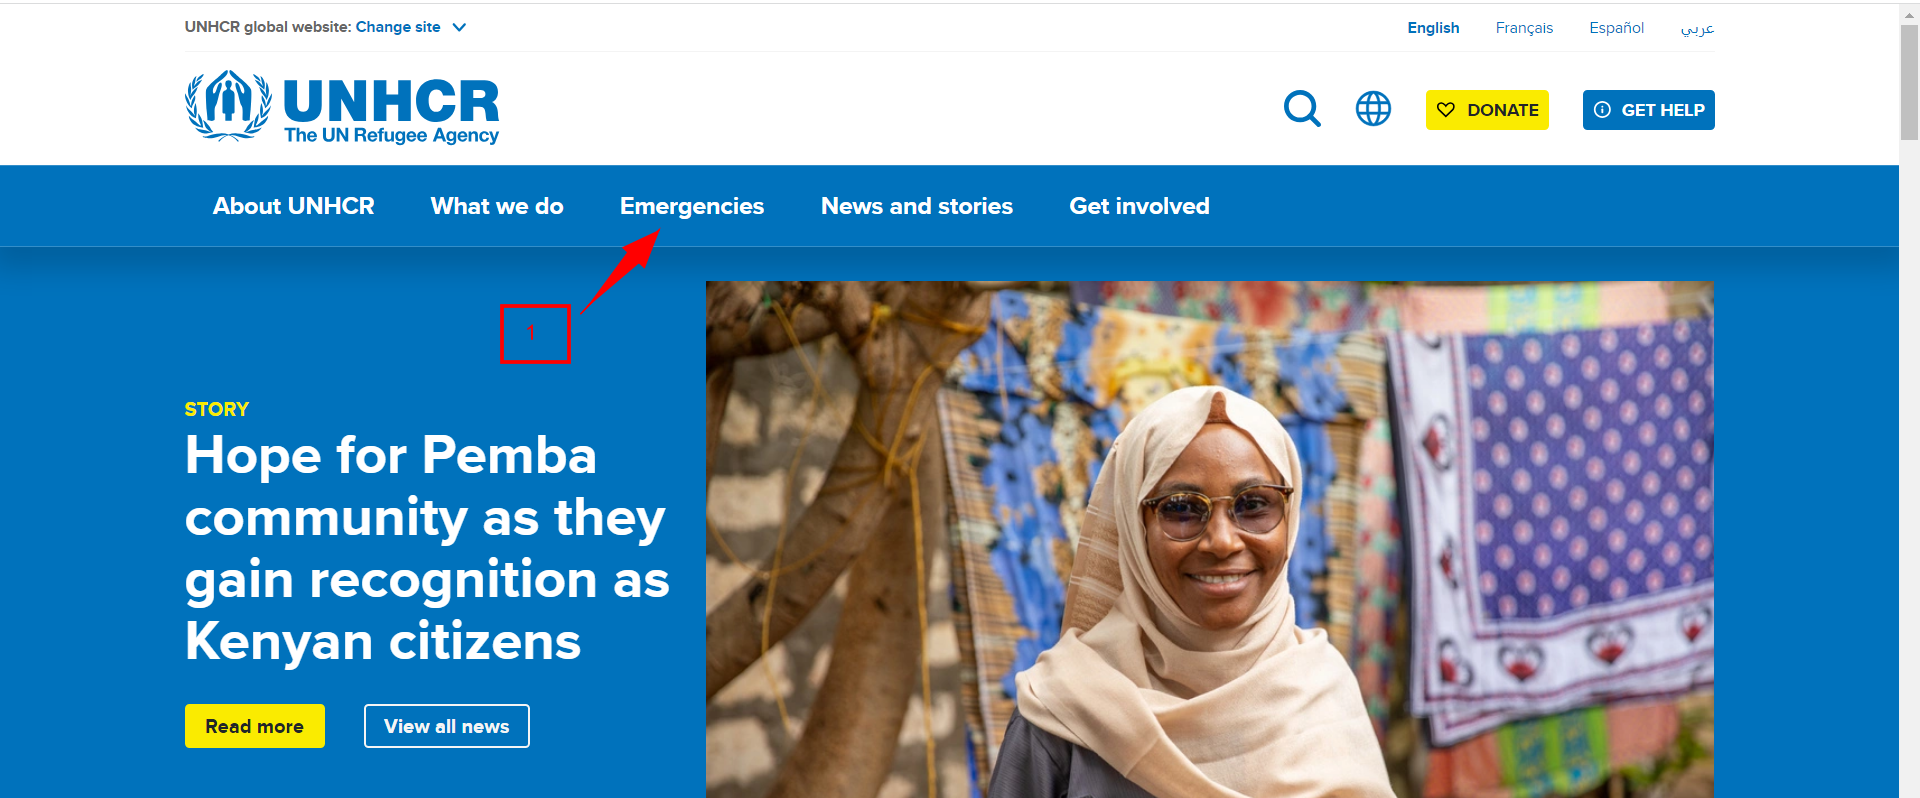 UNHCR global website: Change site
English Français Español عربي
UNHCR
The UN Refugee Agency
DONATE
GET HELP
About UNHCR What we do Emergencies News and stories Get involved
1
STORY
Hope for Pemba
community as they
gain recognition as
Kenyan citizens
Read more View all news